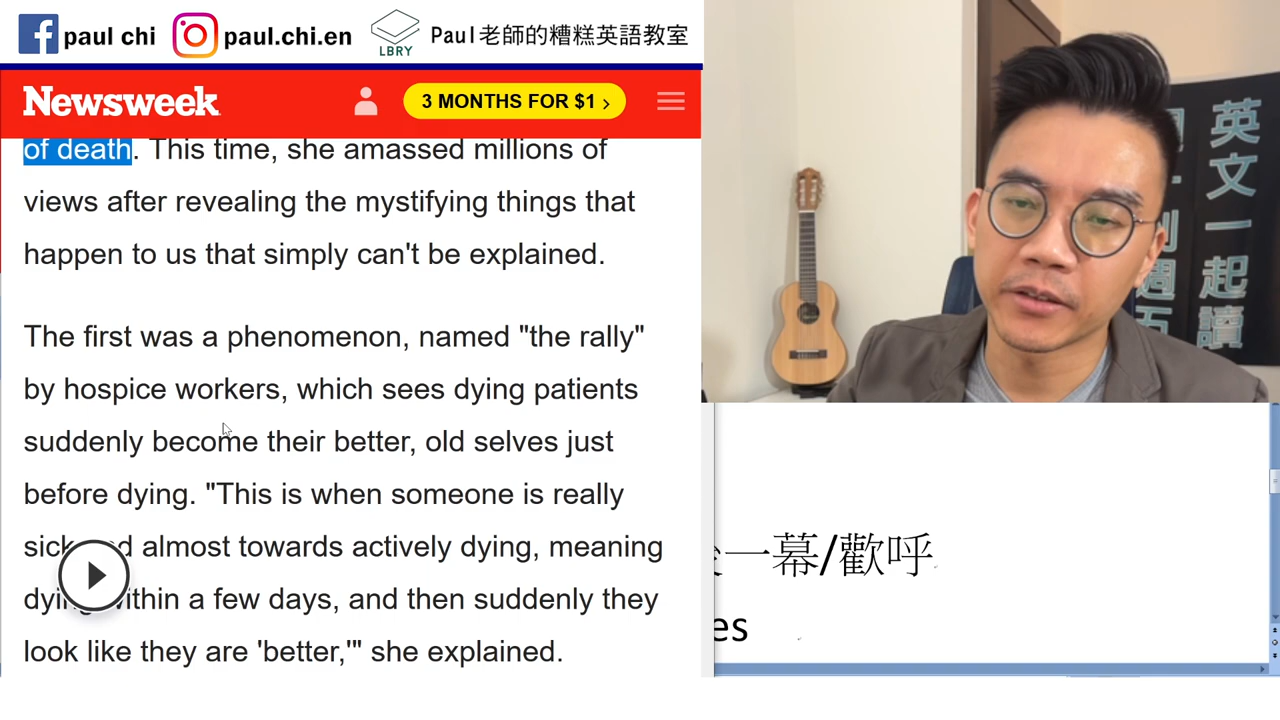 paul chi
paul.chi.en
LBRY
Paul老師的糟糕英語教室
Newsweek
3 MONTHS FOR $1 >
of death. This time, she amassed millions of
views after revealing the mystifying things that
happen to us that simply can't be explained.
The first was a phenomenon, named "the rally"
by hospice workers, which sees dying patients
suddenly become their better, old selves just
before dying. "This is when someone is really
sick and almost towards actively dying, meaning
dying within a few days, and then suddenly they
look like they are 'better,'" she explained.
英文一起讀
週五
一幕/歡呼
es